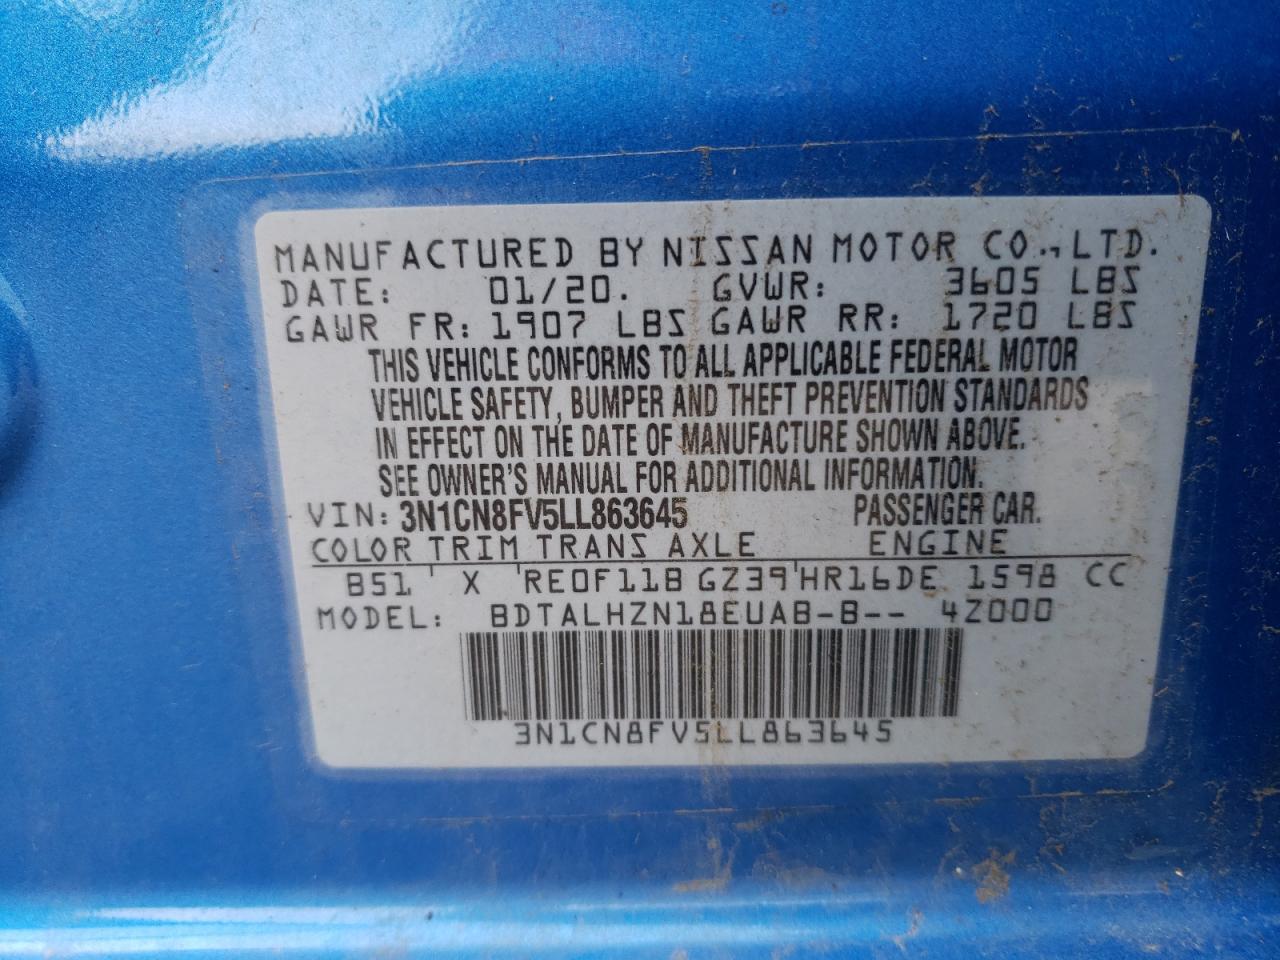 MANUFACTURED BY NISSAN MOTOR CO., LTD.
DATE: 01/20. GVWR: 3605 LBS
GAWR FR: 1907 LBS GAWR RR: 1720 LBS
THIS VEHICLE CONFORMS TO ALL APPLICABLE FEDERAL MOTOR
VEHICLE SAFETY, BUMPER AND THEFT PREVENTION STANDARDS
IN EFFECT ON THE DATE OF MANUFACTURE SHOWN ABOVE.
SEE OWNER'S MANUAL FOR ADDITIONAL INFORMATION.
VIN: 3N1CN8FV5LL863645 PASSENGER CAR.
COLOR TRIM TRANS AXLE ENGINE
B51 X RE0F11B GZ39 HR16DE 1598 CC
MODEL: BDTALHZN18EUAB-B-- 4Z000
3N1CN8FV5LL863645